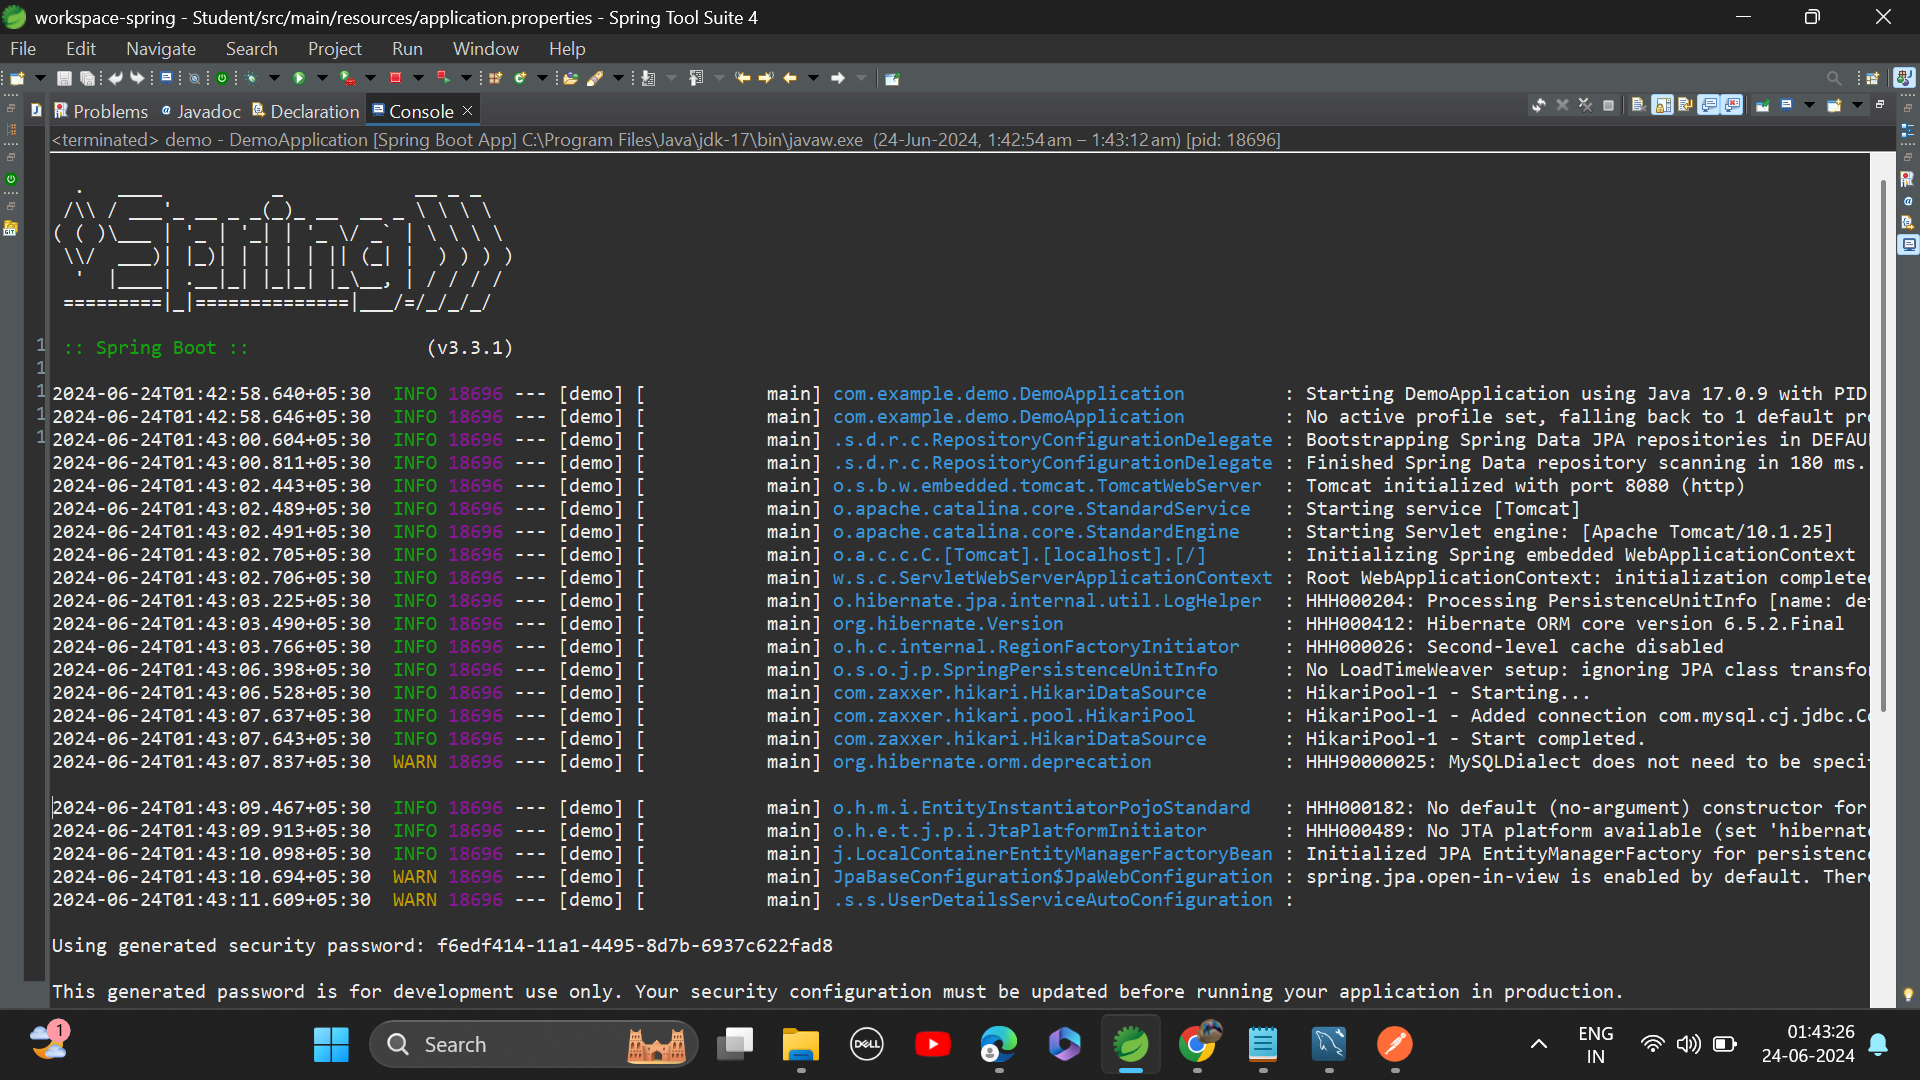 workspace-spring - Student/src/main/resources/application.properties - Spring Tool Suite 4
File Edit Navigate Search Project Run Window Help
Problems Javadoc Declaration Console
<terminated> demo - DemoApplication [Spring Boot App] C:\Program Files\Java\jdk-17\bin\javaw.exe (24-Jun-2024, 1:42:54 am – 1:43:12 am) [pid: 18696]
Spring
:: Spring Boot :: (v3.3.1)
2024-06-24T01:42:58.640+05:30 INFO 18696 --- [demo] [ main] com.example.demo.DemoApplication : Starting DemoApplication using Java 17.0.9 with PID
2024-06-24T01:42:58.646+05:30 INFO 18696 --- [demo] [ main] com.example.demo.DemoApplication : No active profile set, falling back to 1 default pr
2024-06-24T01:43:00.604+05:30 INFO 18696 --- [demo] [ main] .s.d.r.c.RepositoryConfigurationDelegate : Bootstrapping Spring Data JPA repositories in DEFAU
2024-06-24T01:43:00.811+05:30 INFO 18696 --- [demo] [ main] .s.d.r.c.RepositoryConfigurationDelegate : Finished Spring Data repository scanning in 180 ms.
2024-06-24T01:43:02.443+05:30 INFO 18696 --- [demo] [ main] o.s.b.w.embedded.tomcat.TomcatWebServer : Tomcat initialized with port 8080 (http)
2024-06-24T01:43:02.489+05:30 INFO 18696 --- [demo] [ main] o.apache.catalina.core.StandardService : Starting service [Tomcat]
2024-06-24T01:43:02.491+05:30 INFO 18696 --- [demo] [ main] o.apache.catalina.core.StandardEngine : Starting Servlet engine: [Apache Tomcat/10.1.25]
2024-06-24T01:43:02.705+05:30 INFO 18696 --- [demo] [ main] o.a.c.c.C.[Tomcat].[localhost].[/] : Initializing Spring embedded WebApplicationContext
2024-06-24T01:43:02.706+05:30 INFO 18696 --- [demo] [ main] w.s.c.ServletWebServerApplicationContext : Root WebApplicationContext: initialization complete
2024-06-24T01:43:03.225+05:30 INFO 18696 --- [demo] [ main] o.hibernate.jpa.internal.util.LogHelper : HHH000204: Processing PersistenceUnitInfo [name: de
2024-06-24T01:43:03.490+05:30 INFO 18696 --- [demo] [ main] org.hibernate.Version : HHH000412: Hibernate ORM core version 6.5.2.Final
2024-06-24T01:43:03.766+05:30 INFO 18696 --- [demo] [ main] o.h.c.internal.RegionFactoryInitiator : HHH000026: Second-level cache disabled
2024-06-24T01:43:06.398+05:30 INFO 18696 --- [demo] [ main] o.s.o.j.p.SpringPersistenceUnitInfo : No LoadTimeWeaver setup: ignoring JPA class transfo
2024-06-24T01:43:06.528+05:30 INFO 18696 --- [demo] [ main] com.zaxxer.hikari.HikariDataSource : HikariPool-1 - Starting...
2024-06-24T01:43:07.637+05:30 INFO 18696 --- [demo] [ main] com.zaxxer.hikari.pool.HikariPool : HikariPool-1 - Added connection com.mysql.cj.jdbc.C
2024-06-24T01:43:07.643+05:30 INFO 18696 --- [demo] [ main] com.zaxxer.hikari.HikariDataSource : HikariPool-1 - Start completed.
2024-06-24T01:43:07.837+05:30 WARN 18696 --- [demo] [ main] org.hibernate.orm.deprecation : HHH90000025: MySQLDialect does not need to be speci
2024-06-24T01:43:09.467+05:30 INFO 18696 --- [demo] [ main] o.h.m.i.EntityInstantiatorPojoStandard : HHH000182: No default (no-argument) constructor for
2024-06-24T01:43:09.913+05:30 INFO 18696 --- [demo] [ main] o.h.e.t.j.p.i.JtaPlatformInitiator : HHH000489: No JTA platform available (set 'hibernat
2024-06-24T01:43:10.098+05:30 INFO 18696 --- [demo] [ main] j.LocalContainerEntityManagerFactoryBean : Initialized JPA EntityManagerFactory for persistenc
2024-06-24T01:43:10.694+05:30 WARN 18696 --- [demo] [ main] JpaBaseConfiguration$JpaWebConfiguration : spring.jpa.open-in-view is enabled by default. Ther
2024-06-24T01:43:11.609+05:30 WARN 18696 --- [demo] [ main] .s.s.UserDetailsServiceAutoConfiguration :
Using generated security password: f6edf414-11a1-4495-8d7b-6937c622fad8
This generated password is for development use only. Your security configuration must be updated before running your application in production.
1
Search
DELL
ENG
IN
01:43:26
24-06-2024